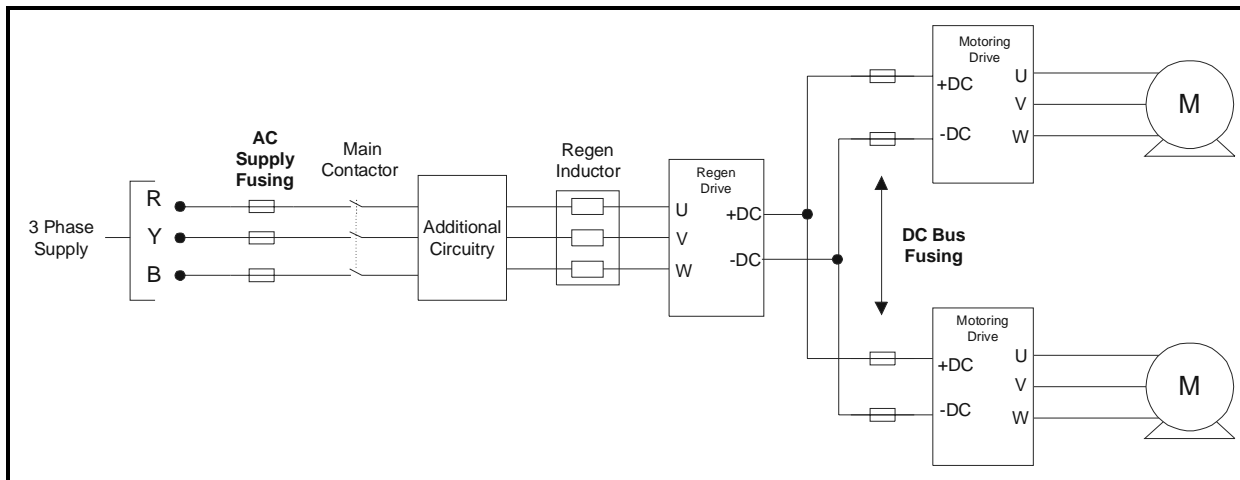 3 Phase
Supply
R
Y
B
AC
Supply
Fusing
Main
Contactor
Additional
Circuitry
Regen
Inductor
Regen
Drive
U
V
W
+DC
-DC
DC Bus
Fusing
Motoring
Drive
+DC
-DC
U
V
W
M
Motoring
Drive
+DC
-DC
U
V
W
M